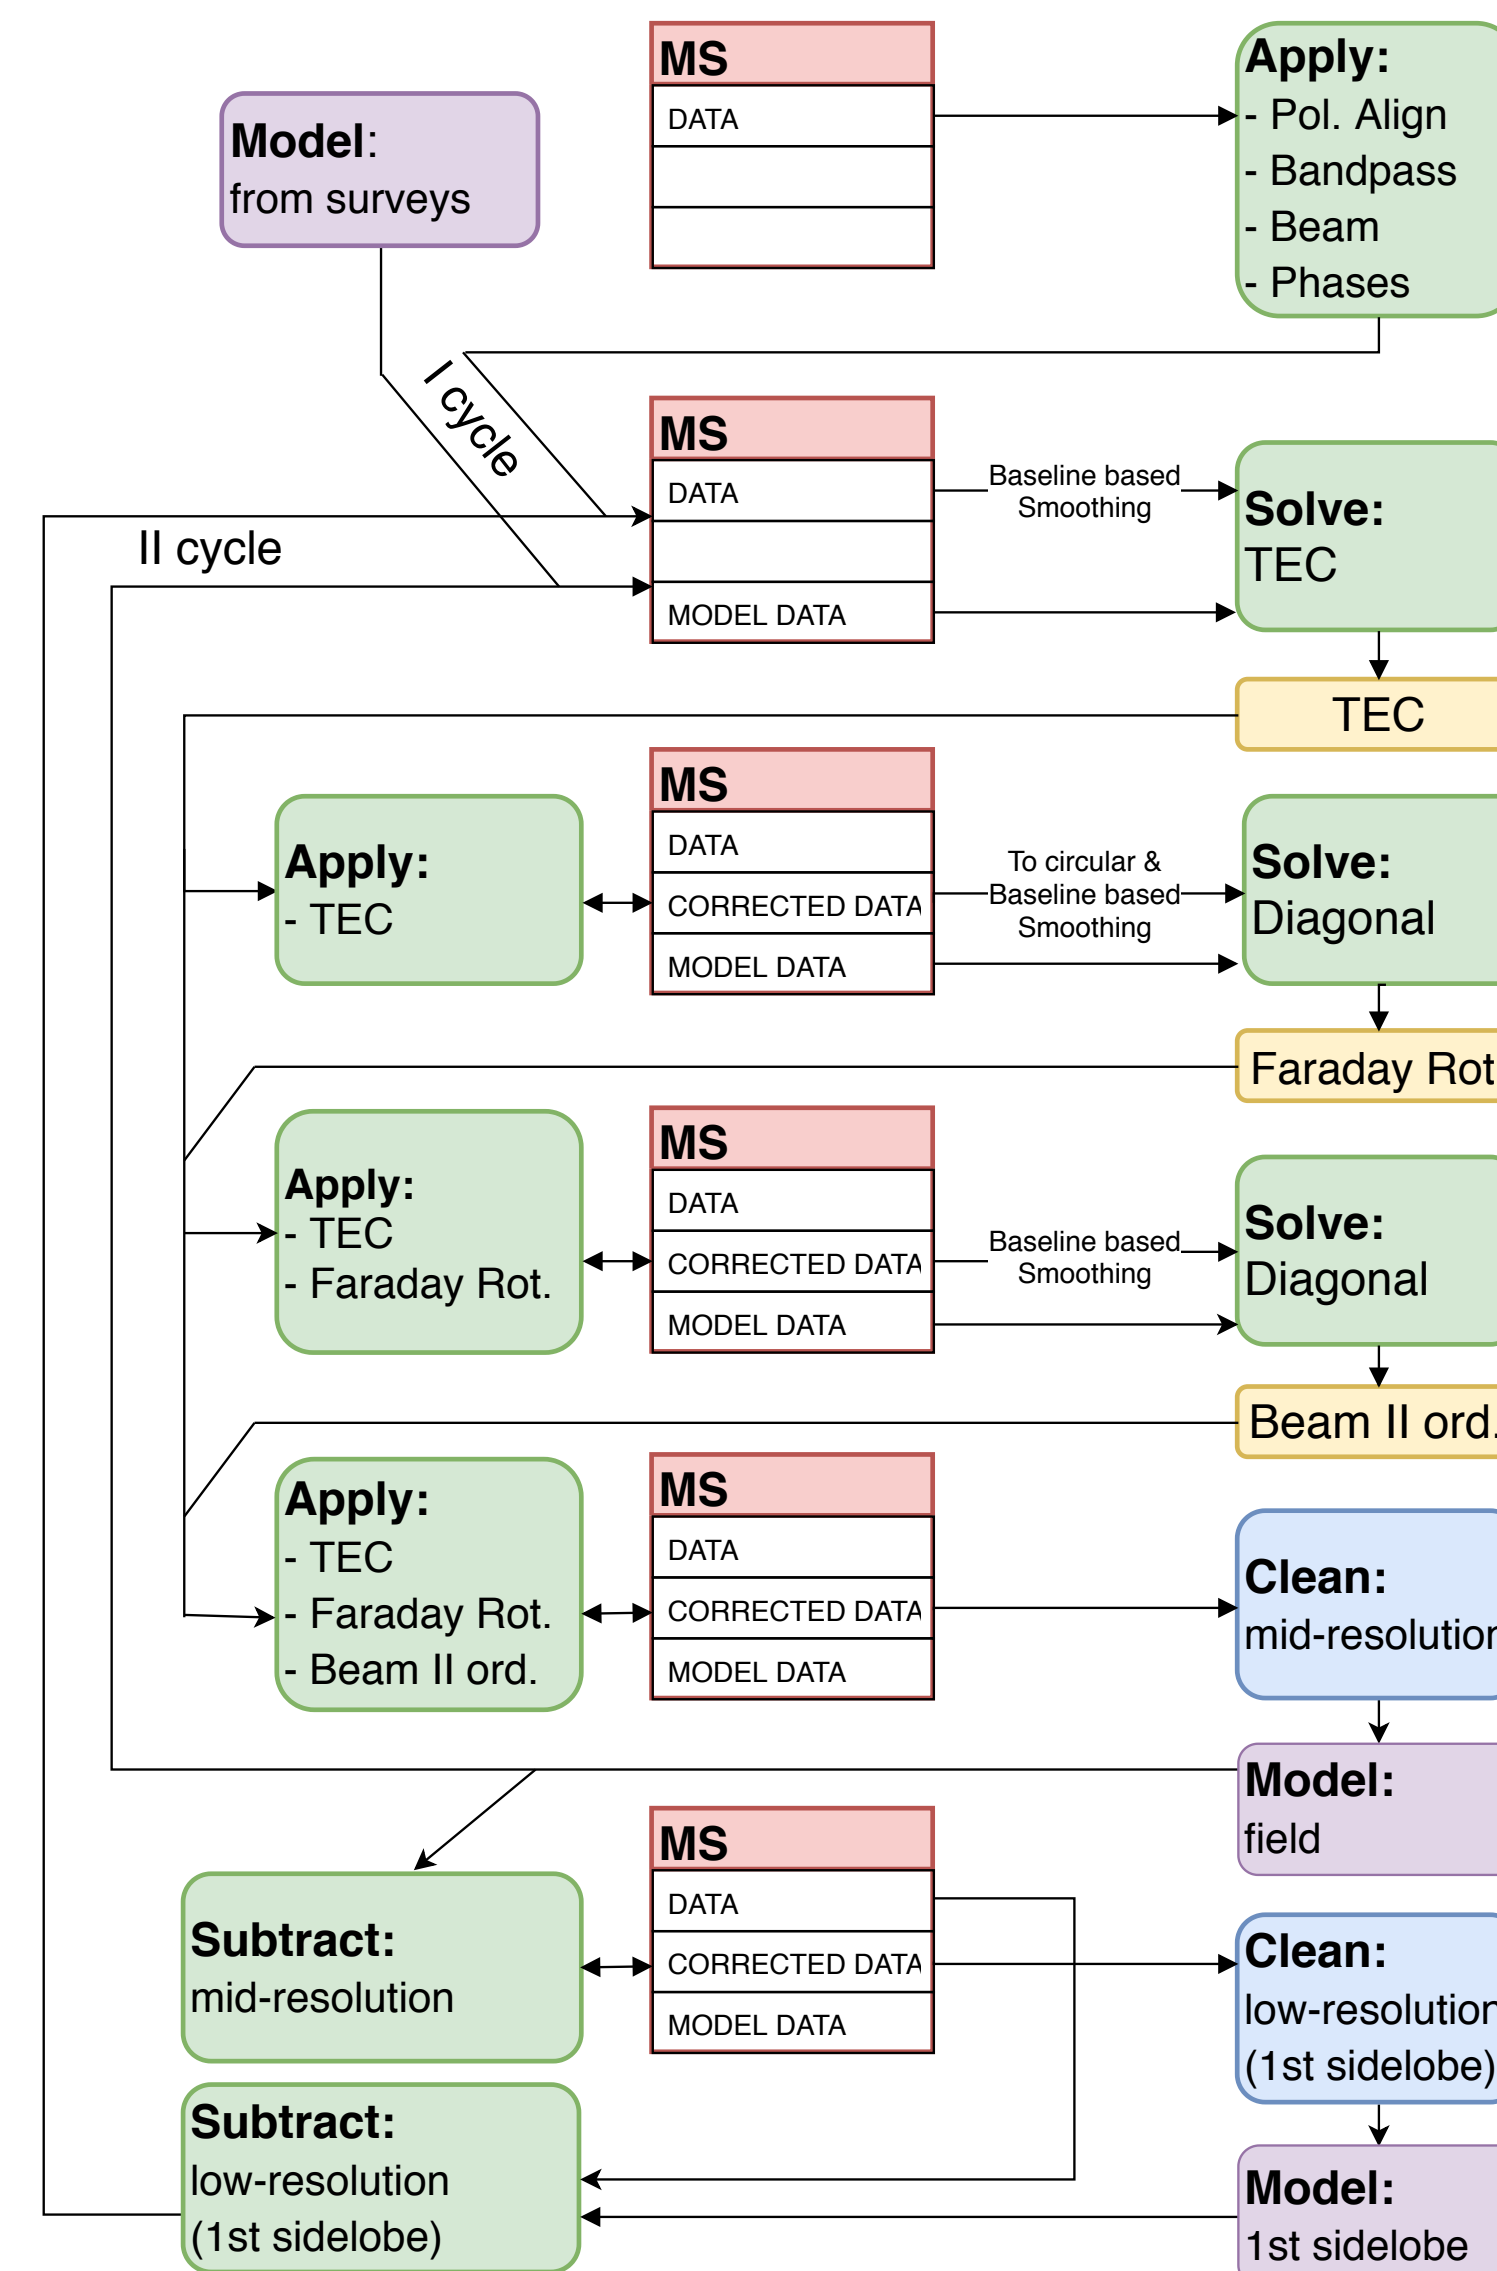 MS
DATA
Apply:
- Pol. Align
- Bandpass
- Beam
- Phases
Model:
from surveys
I cycle
II cycle
MS
DATA
MODEL DATA
Baseline based
Smoothing
Solve:
TEC
TEC
Apply:
- TEC
MS
DATA
CORRECTED DATA
MODEL DATA
To circular &
Baseline based
Smoothing
Solve:
Diagonal
Faraday Rot
Apply:
- TEC
- Faraday Rot.
MS
DATA
CORRECTED DATA
MODEL DATA
Baseline based
Smoothing
Solve:
Diagonal
Beam II ord.
Apply:
- TEC
- Faraday Rot.
- Beam II ord.
MS
DATA
CORRECTED DATA
MODEL DATA
Clean:
mid-resolution
Model:
field
Subtract:
mid-resolution
MS
DATA
CORRECTED DATA
MODEL DATA
Clean:
low-resolution
(1st sidelobe)
Subtract:
low-resolution
(1st sidelobe)
Model:
1st sidelobe